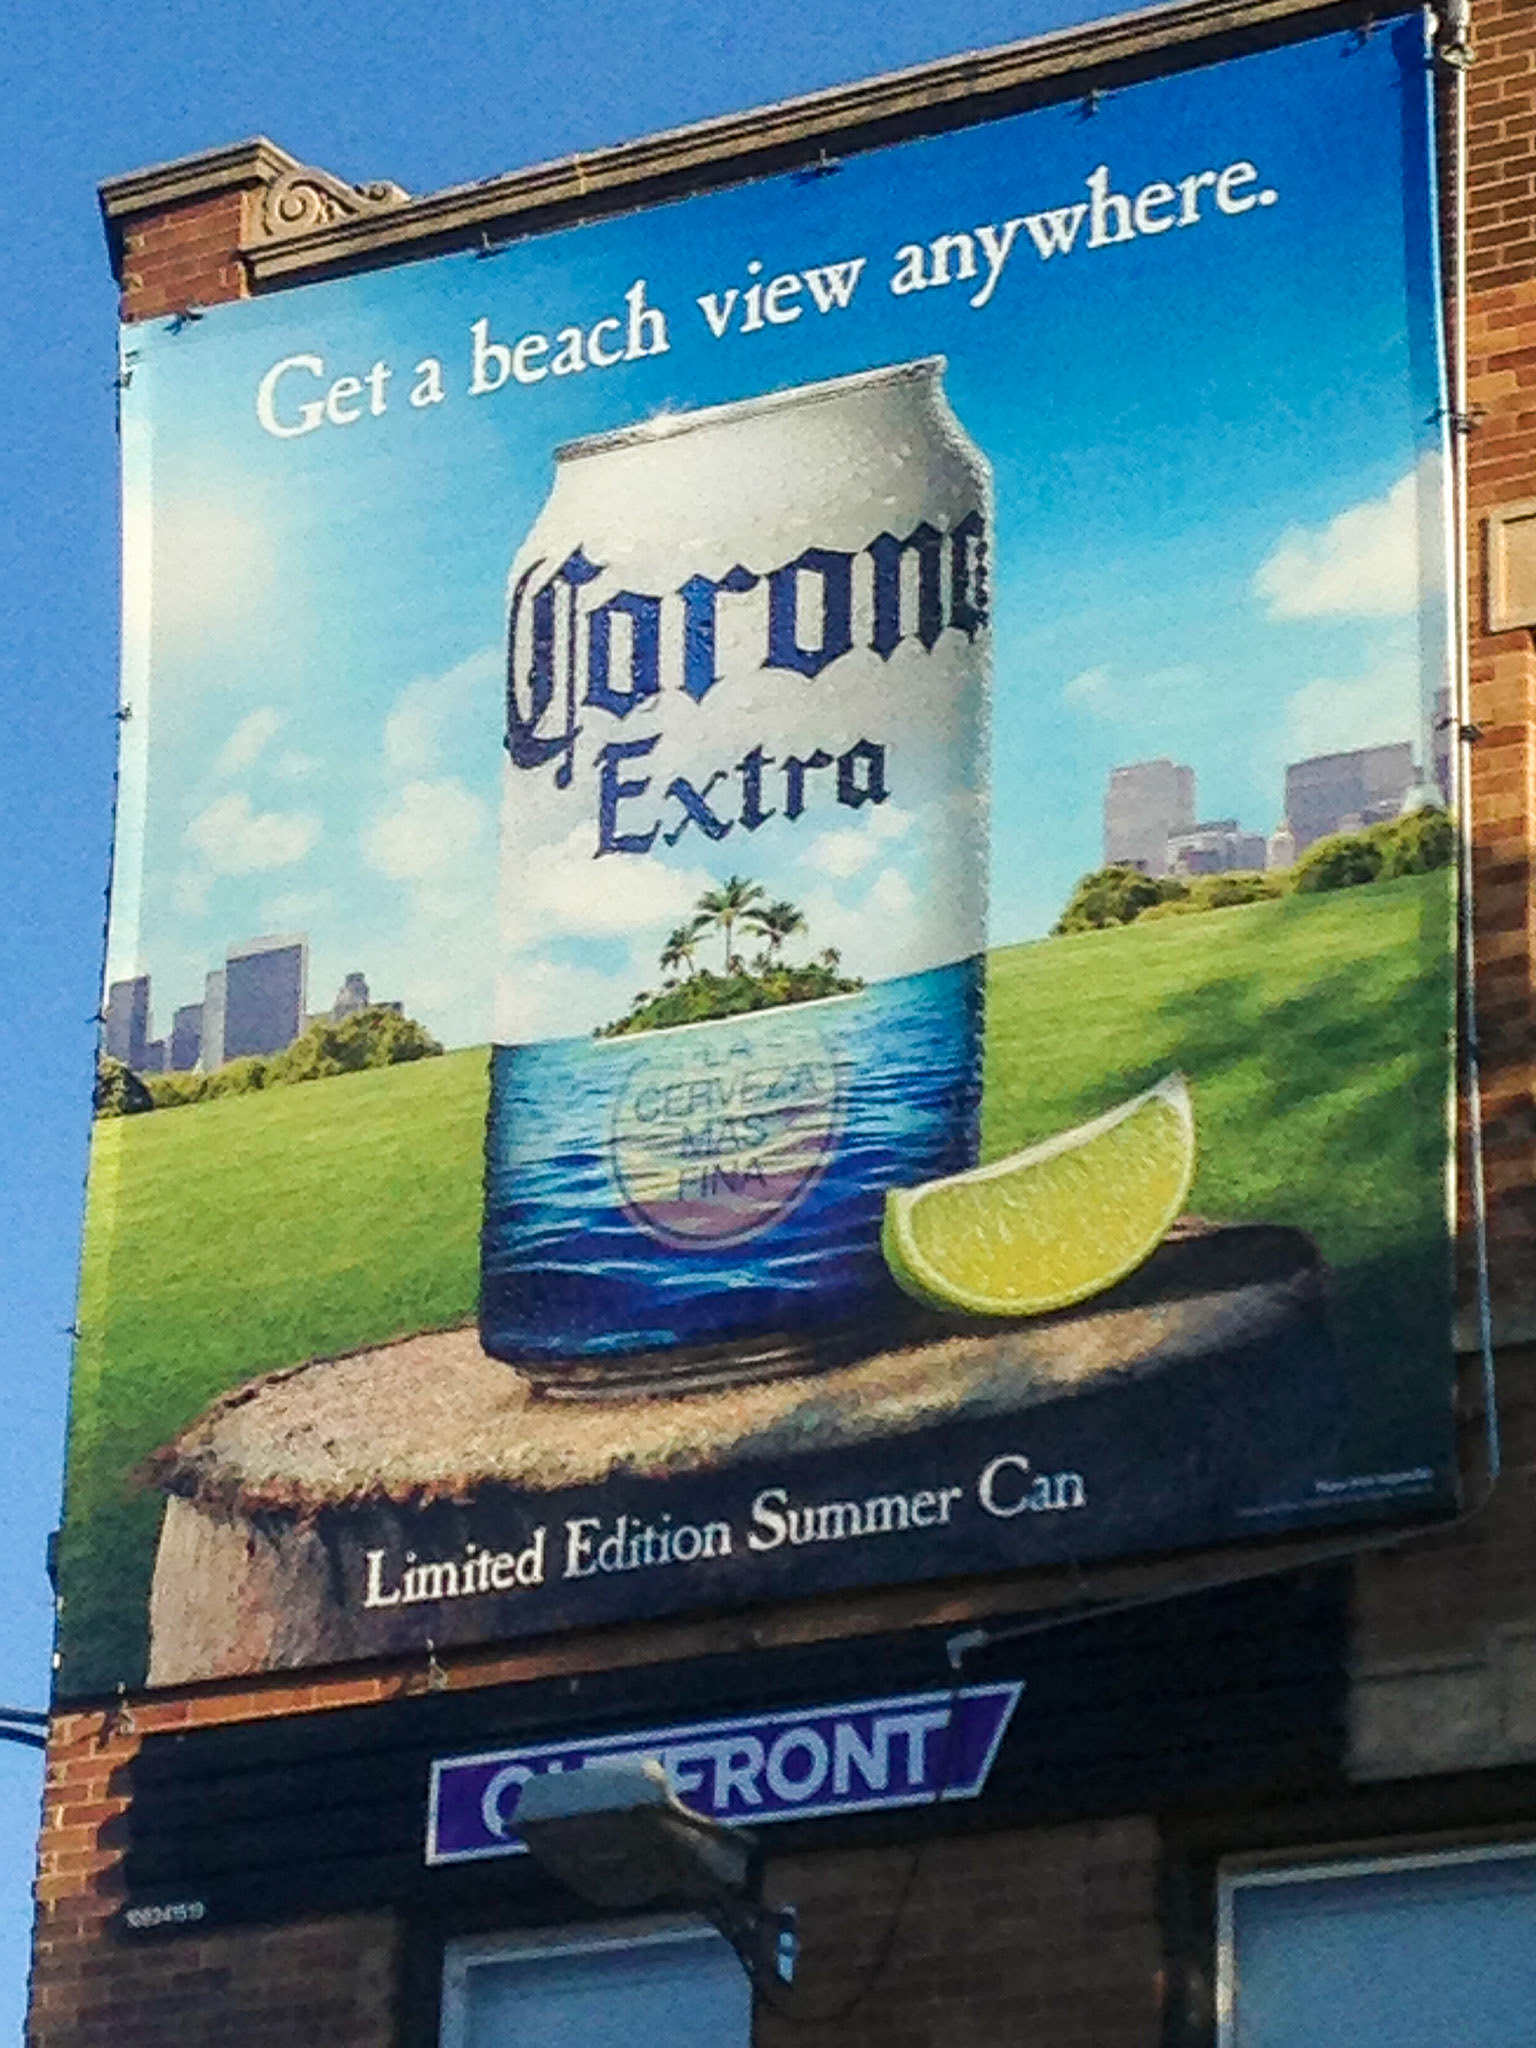 Get a beach view anywhere.
Corona
Extra
LA
CERVEZA
MAS
FINA
Limited Edition Summer Can